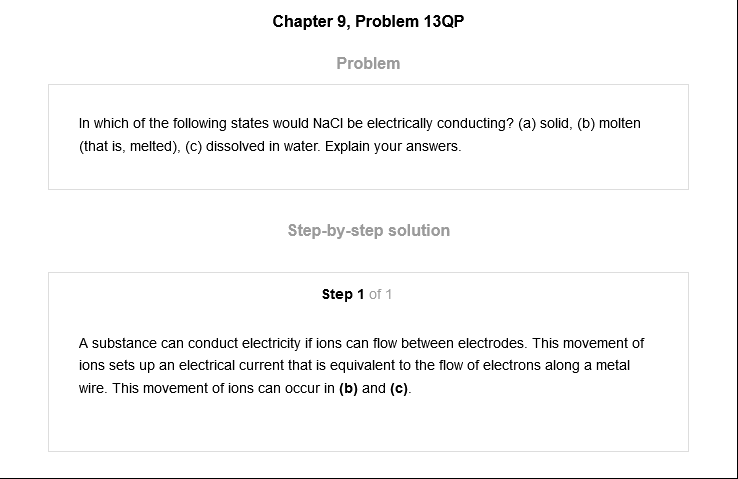 Chapter 9, Problem 13QP
Problem
In which of the following states would NaCl be electrically conducting? (a) solid, (b) molten
(that is, melted), (c) dissolved in water. Explain your answers.
Step-by-step solution
Step 1 of 1
A substance can conduct electricity if ions can flow between electrodes. This movement of
ions sets up an electrical current that is equivalent to the flow of electrons along a metal
wire. This movement of ions can occur in (b) and (c).